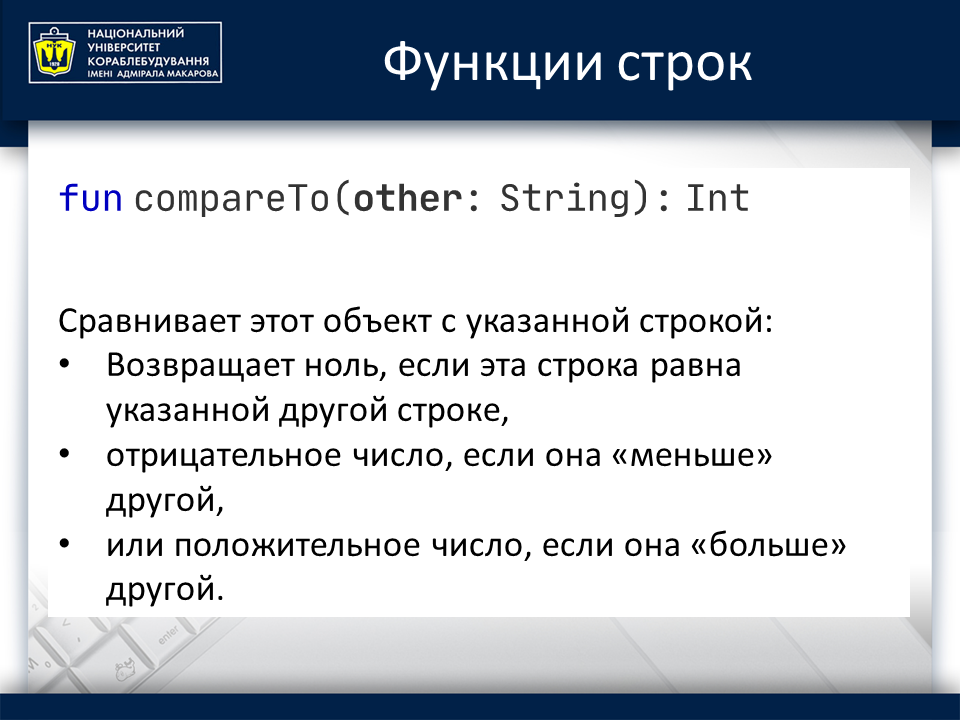 НАЦІОНАЛЬНИЙ
УНІВЕРСИТЕТ
КОРАБЛЕБУДУВАННЯ
ІМЕНІ АДМІРАЛА МАКАРОВА
НУК
1920
Функции строк
fun compareTo(other: String): Int
Сравнивает этот объект с указанной строкой:
• Возвращает ноль, если эта строка равна
указанной другой строке,
• отрицательное число, если она «меньше»
другой,
• или положительное число, если она «больше»
другой.
enter